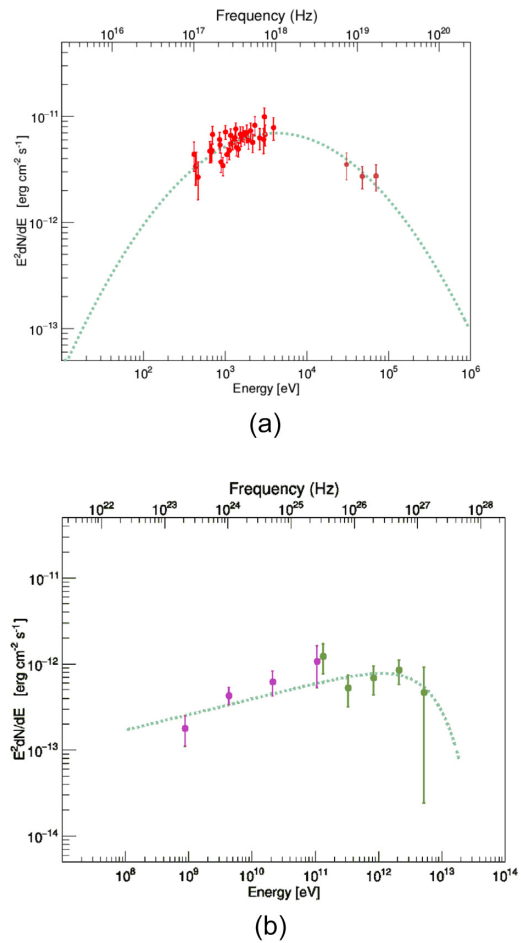 Frequency (Hz)
10^16 10^17 10^18 10^19 10^20
E^2dN/dE [erg cm^-2 s^-1]
10^-11
10^-12
10^-13
10^2 10^3 10^4 10^5 10^6
Energy [eV]
(a)
Frequency (Hz)
10^22 10^23 10^24 10^25 10^26 10^27 10^28
E^2dN/dE [erg cm^-2 s^-1]
10^-11
10^-12
10^-13
10^-14
10^8 10^9 10^10 10^11 10^12 10^13 10^14
Energy [eV]
(b)